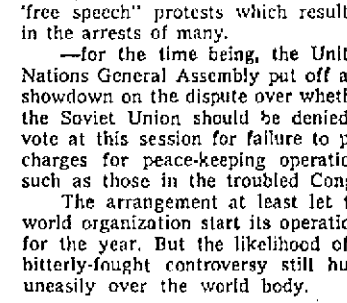 'free speech" protests which result
in the arrests of many.
—for the time being, the Unit
Nations General Assembly put off a
showdown on the dispute over wheth
the Soviet Union should be denied
vote at this session for failure to p
charges for peace-keeping operatio
such as those in the troubled Con
The arrangement at least let t
world organization start its operatio
for the year. But the likelihood of
bitterly-fought controversy still hu
uneasily over the world body.